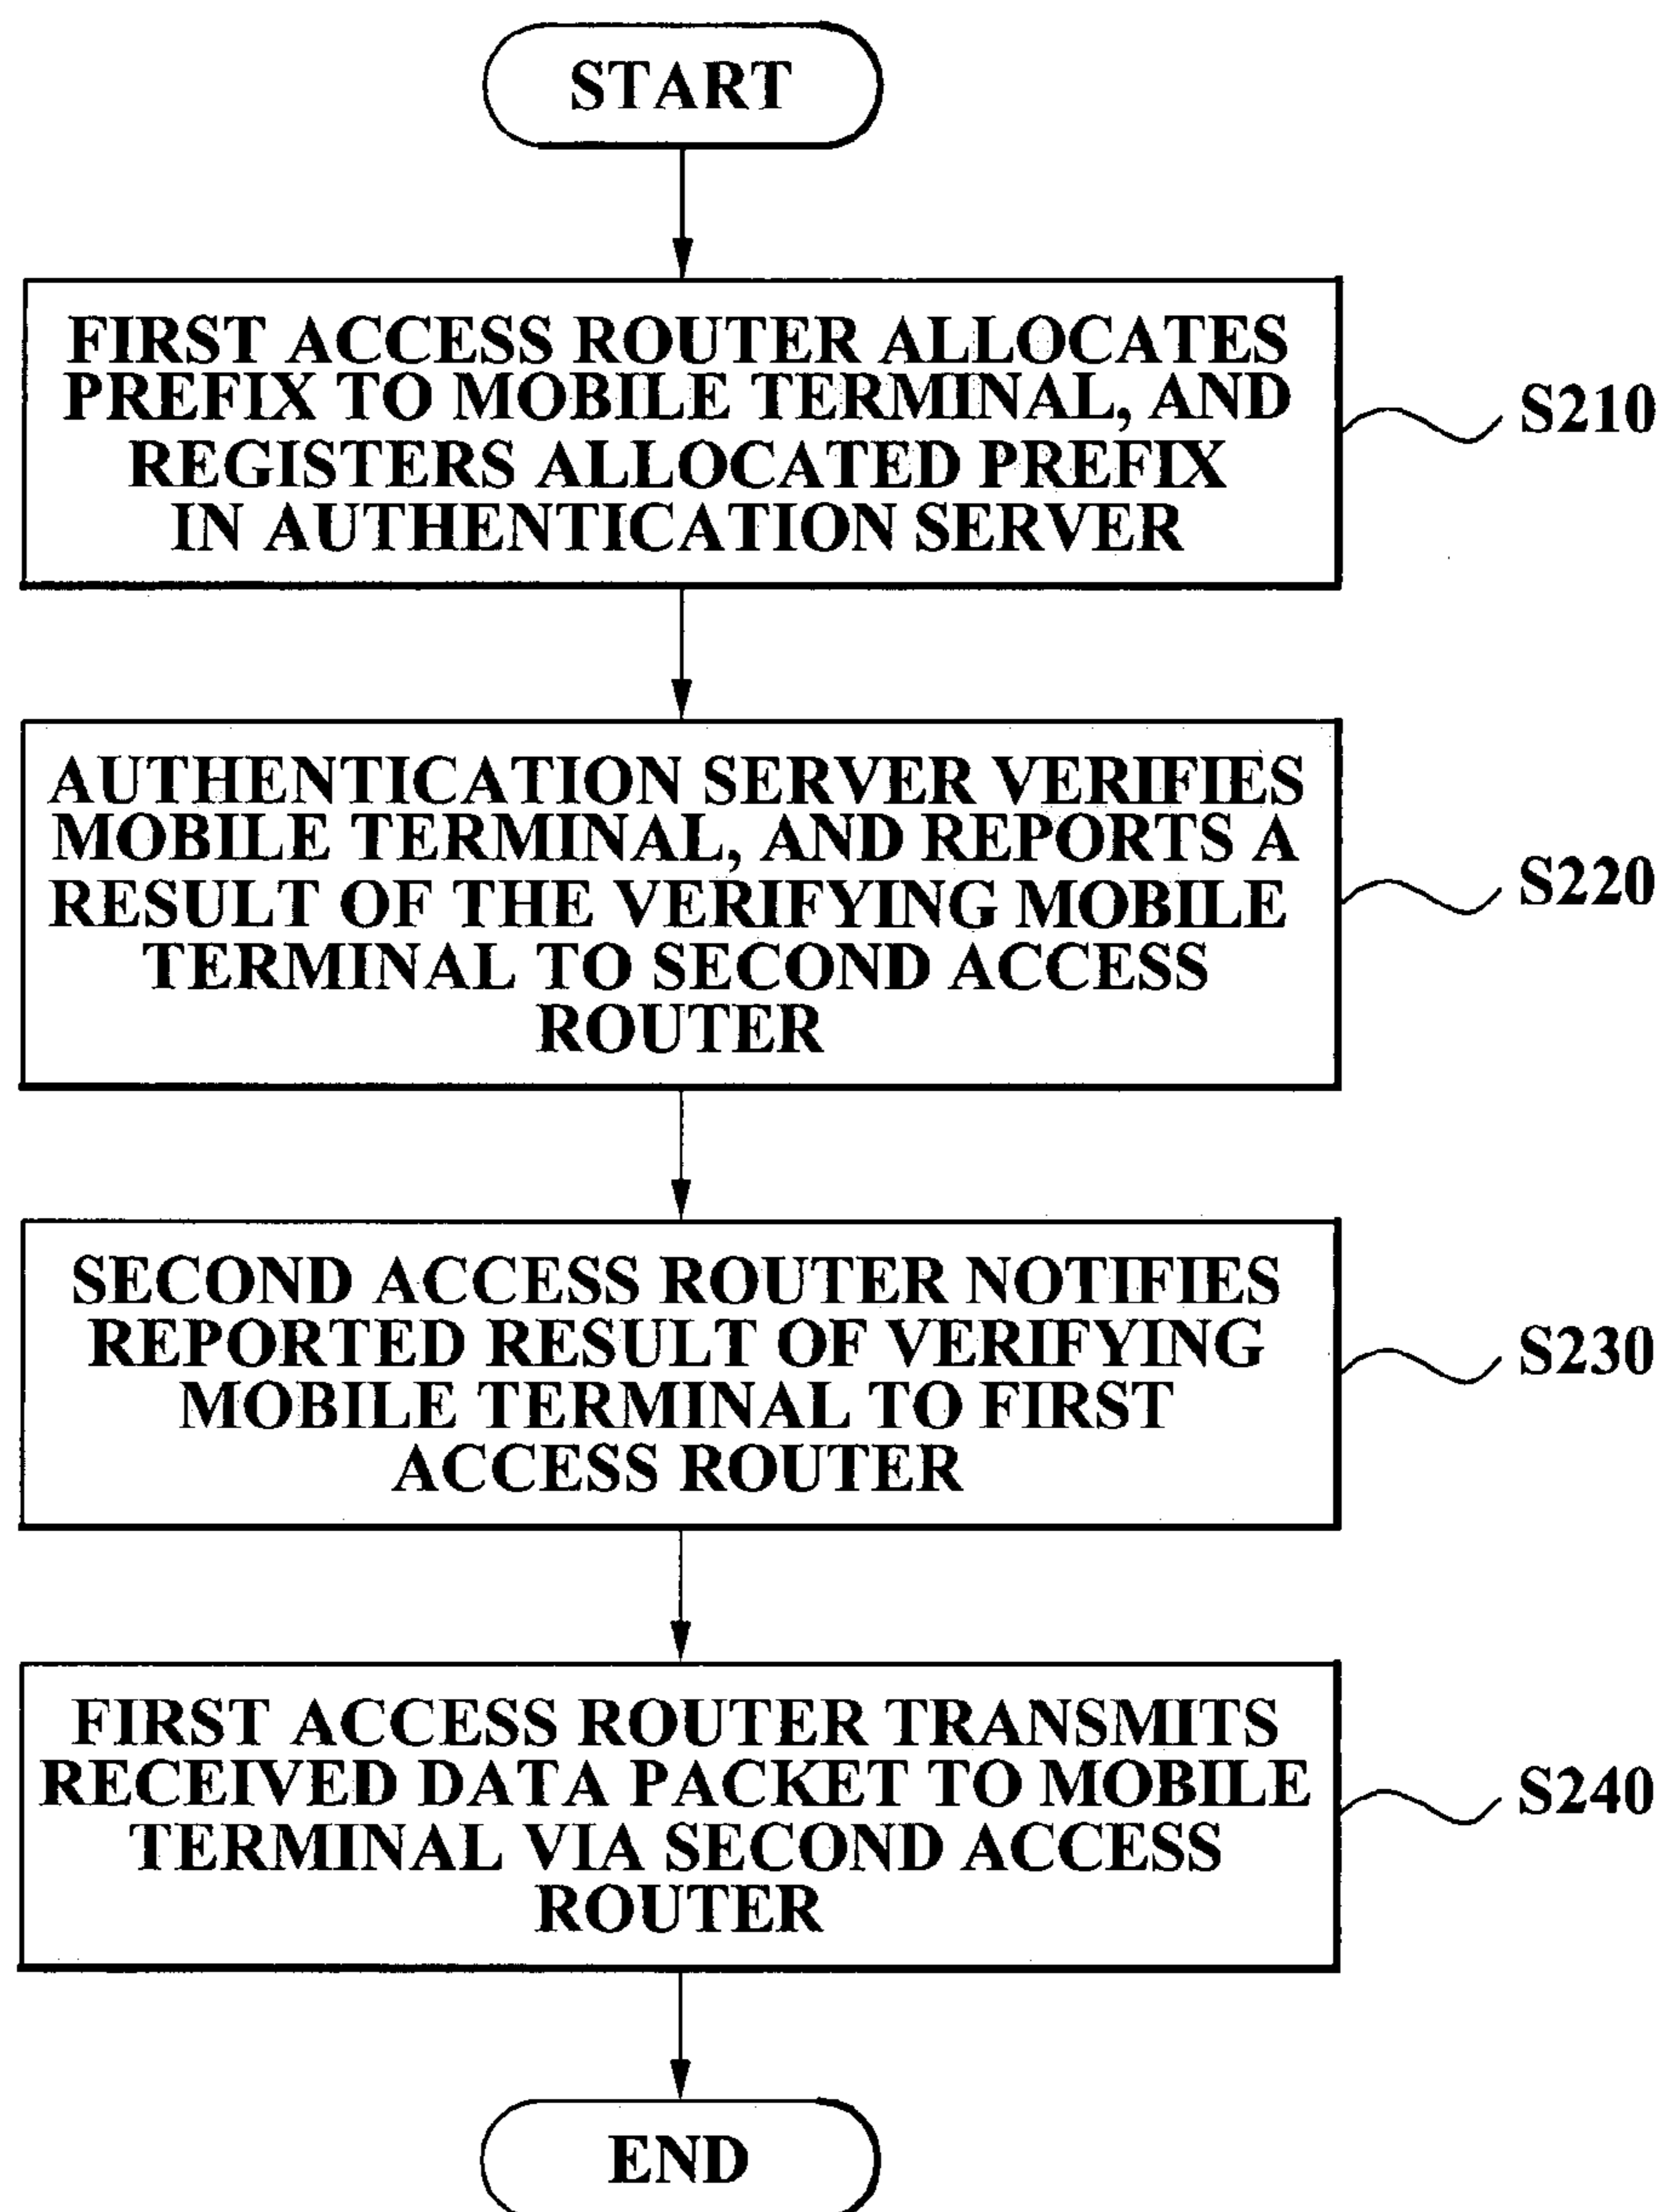 START
FIRST ACCESS ROUTER ALLOCATES
PREFIX TO MOBILE TERMINAL, AND
REGISTERS ALLOCATED PREFIX
IN AUTHENTICATION SERVER
S210
AUTHENTICATION SERVER VERIFIES
MOBILE TERMINAL, AND REPORTS A
RESULT OF THE VERIFYING MOBILE
TERMINAL TO SECOND ACCESS
ROUTER
S220
SECOND ACCESS ROUTER NOTIFIES
REPORTED RESULT OF VERIFYING
MOBILE TERMINAL TO FIRST
ACCESS ROUTER
S230
FIRST ACCESS ROUTER TRANSMITS
RECEIVED DATA PACKET TO MOBILE
TERMINAL VIA SECOND ACCESS
ROUTER
S240
END